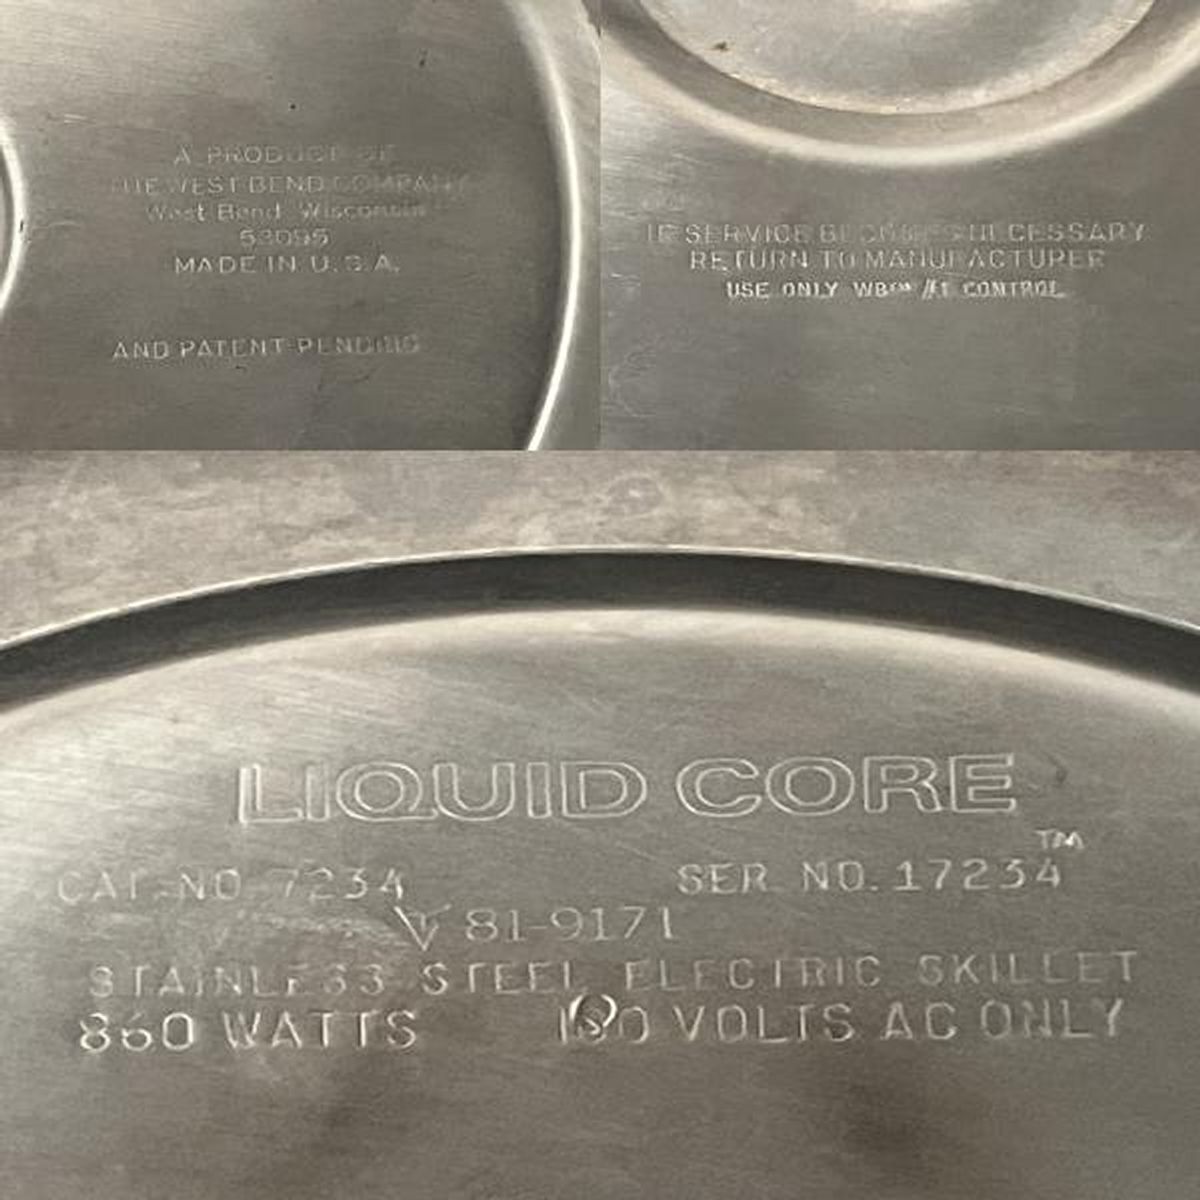 A PRODUCT OF
THE WEST BEND COMPANY
West Bend Wisconsin
53095
MADE IN U.S.A.
AND PATENT PENDING
IF SERVICE BECOMES NECESSARY
RETURN TO MANUFACTURER
USE ONLY WB™ #1 CONTROL
LIQUID CORE
TM
CAT. NO 7234 SER NO. 17234
81-9171
STAINLESS STEEL ELECTRIC SKILLET
860 WATTS VOLTS AC ONLY